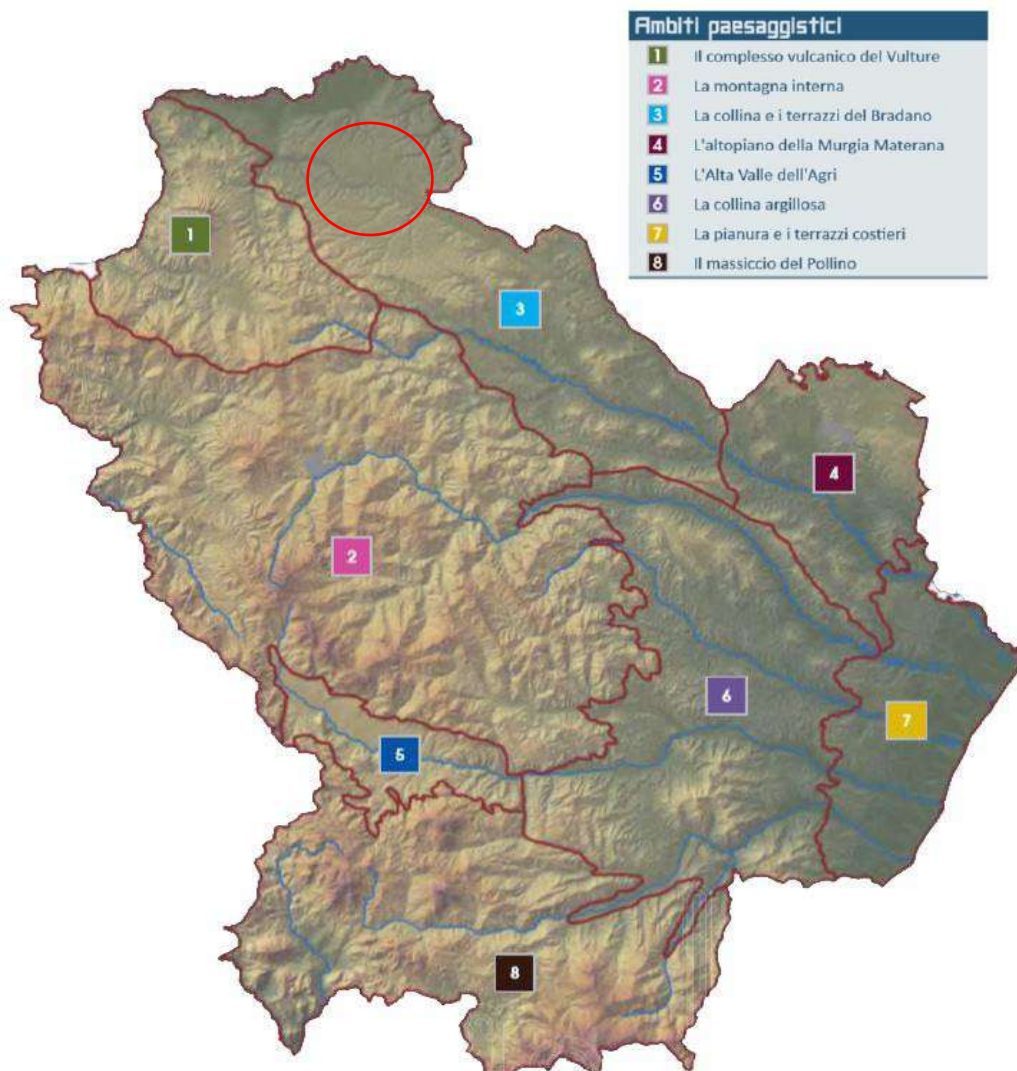 Ambiti paesaggistici
1 Il complesso vulcanico del Vulture
2 La montagna interna
3 La collina e i terrazzi del Bradano
4 L'altopiano della Murgia Materana
5 L'Alta Valle dell'Agri
6 La collina argillosa
7 La pianura e i terrazzi costieri
8 Il massiccio del Pollino
1
3
4
2
6
7
5
8